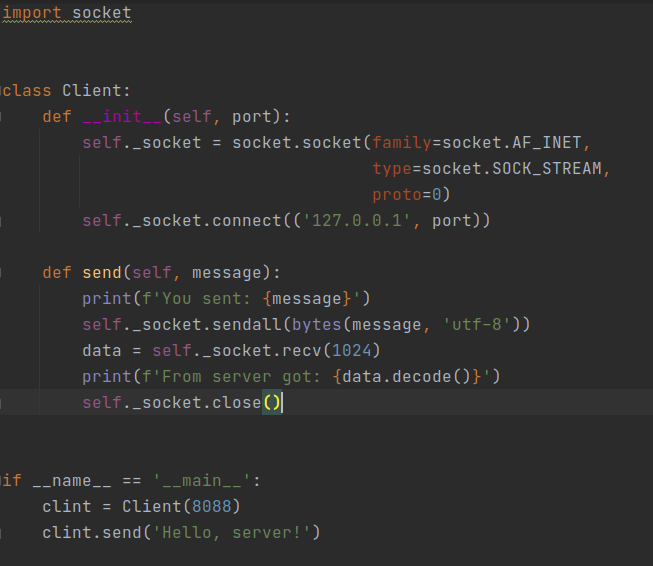 import socket
class Client:
    def __init__(self, port):
        self._socket = socket.socket(family=socket.AF_INET,
                                     type=socket.SOCK_STREAM,
                                     proto=0)
        self._socket.connect(('127.0.0.1', port))
    def send(self, message):
        print(f'You sent: {message}')
        self._socket.sendall(bytes(message, 'utf-8'))
        data = self._socket.recv(1024)
        print(f'From server got: {data.decode()}')
        self._socket.close()
if __name__ == '__main__':
    clint = Client(8088)
    clint.send('Hello, server!')